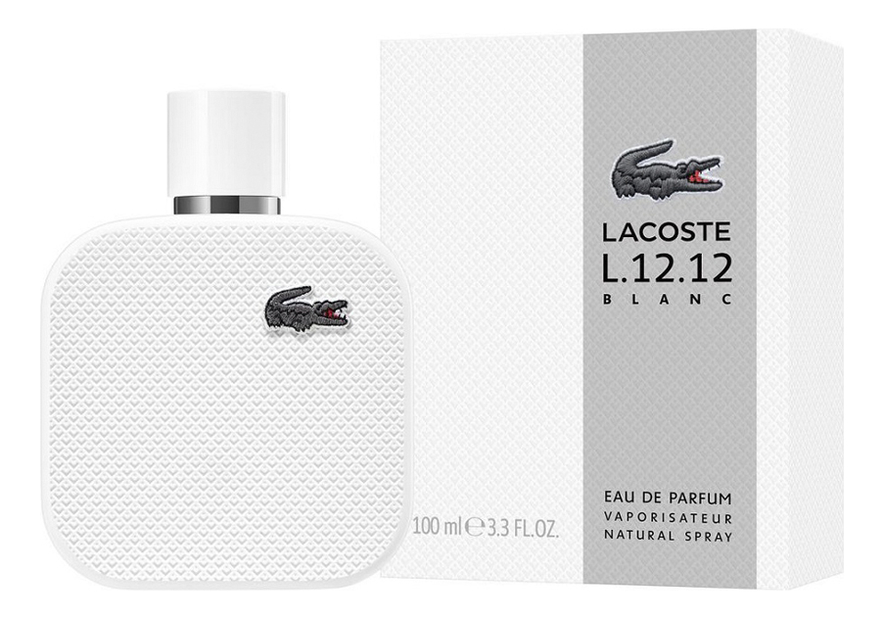 LACOSTE
L.12.12
BLANC
EAU DE PARFUM
VAPORISATEUR
NATURAL SPRAY
100 ml ℮ 3.3 FL.OZ.